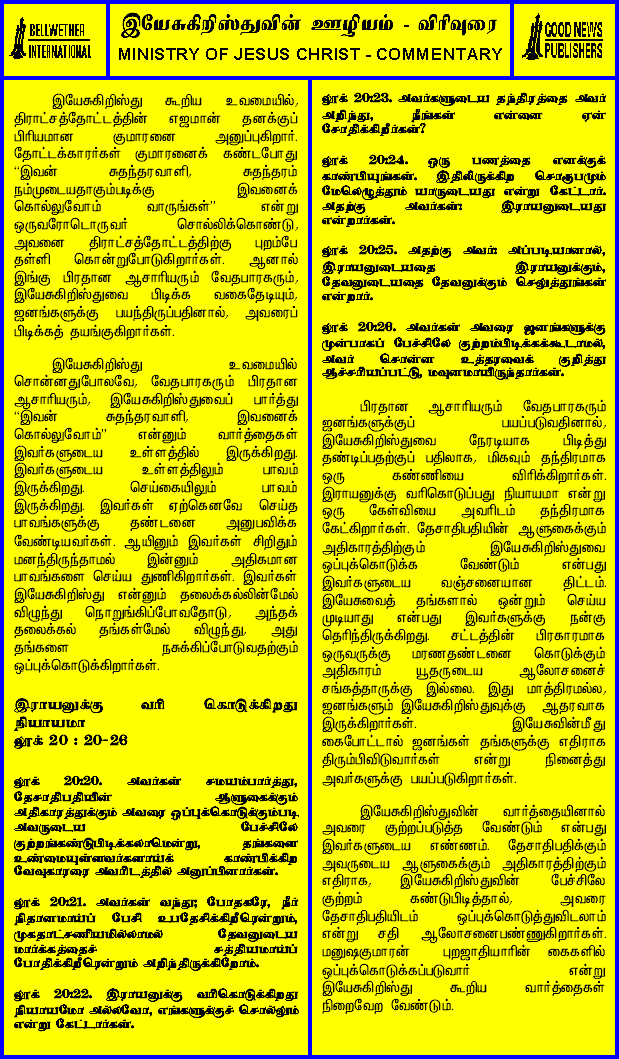 BELLWETHER
INTERNATIONAL
இயேசுகிறிஸ்துவின் ஊழியம் - விரிவுரை
MINISTRY OF JESUS CHRIST - COMMENTARY
GOOD NEWS
PUBLISHERS
இயேசுகிறிஸ்து கூறிய உவமையில்,
திராட்சத்தோட்டத்தின் எஜமான் தனக்குப்
பிரியமான குமாரனை அனுப்புகிறார்.
தோட்டக்காரர்கள் குமாரனைக் கண்டபோது
“இவன் சுதந்தரவாளி, சுதந்தரம்
நம்முடையதாகும்படிக்கு இவனைக்
கொல்லுவோம் வாருங்கள்” என்று
ஒருவரோடொருவர் சொல்லிக்கொண்டு,
அவனை திராட்சத்தோட்டத்திற்கு புறம்பே
தள்ளி கொன்றுபோடுகிறார்கள். ஆனால்
இங்கு பிரதான ஆசாரியரும் வேதபாரகரும்,
இயேசுகிறிஸ்துவை பிடிக்க வகைதேடியும்,
ஜனங்களுக்கு பயந்திருப்பதினால், அவரைப்
பிடிக்கத் தயங்குகிறார்கள்.
இயேசுகிறிஸ்து உவமையில்
சொன்னதுபோலவே, வேதபாரகரும் பிரதான
ஆசாரியரும், இயேசுகிறிஸ்துவைப் பார்த்து
“இவன் சுதந்தரவாளி, இவனைக்
கொல்லுவோம்” என்னும் வார்த்தைகள்
இவர்களுடைய உள்ளத்தில் இருக்கிறது.
இவர்களுடைய உள்ளத்திலும் பாவம்
இருக்கிறது. செய்கையிலும் பாவம்
இருக்கிறது. இவர்கள் ஏற்கெனவே செய்த
பாவங்களுக்கு தண்டனை அனுபவிக்க
வேண்டியவர்கள். ஆயினும் இவர்கள் சிறிதும்
மனந்திருந்தாமல் இன்னும் அதிகமான
பாவங்களை செய்ய துணிகிறார்கள். இவர்கள்
இயேசுகிறிஸ்து என்னும் தலைக்கல்லின்மேல்
விழுந்து நொறுங்கிப்போவதோடு, அந்தக்
தலைக்கல் தங்கள்மேல் விழுந்து, அது
தங்களை நசுக்கிப்போடுவதற்கும்
ஒப்புக்கொடுக்கிறார்கள்.
இராயனுக்கு வரி கொடுக்கிறது
நியாயமா
லூக் 20 : 20-26
லூக் 20:20. அவர்கள் சமயம்பார்த்து,
தேசாதிபதியின் ஆளுகைக்கும்
அதிகாரத்துக்கும் அவரை ஒப்புக்கொடுக்கும்படி
அவருடைய பேச்சிலே
குற்றங்கண்டுபிடிக்கலாமென்று, தங்களை
உண்மையுள்ளவர்களாய்க் காண்பிக்கிற
வேவுகாரரை அவரிடத்தில் அனுப்பினார்கள்.
லூக் 20:21. அவர்கள் வந்து; போதகரே, நீர்
நிதானமாய்ப் பேசி உபதேசிக்கிறீரென்றும்,
முகதாட்சணியமில்லாமல் தேவனுடைய
மார்க்கத்தைச் சத்தியமாய்ப்
போதிக்கிறீரென்றும் அறிந்திருக்கிறோம்.
லூக் 20:22. இராயனுக்கு வரிகொடுக்கிறது
நியாயமோ அல்லவோ, எங்களுக்குச் சொல்லும்
என்று கேட்டார்கள்.
லூக் 20:23. அவர்களுடைய தந்திரத்தை அவர்
அறிந்து, நீங்கள் என்னை ஏன்
சோதிக்கிறீர்கள்?
லூக் 20:24. ஒரு பணத்தை எனக்குக்
காண்பியுங்கள். இதிலிருக்கிற சொரூபமும்
மேலெழுத்தும் யாருடையது என்று கேட்டார்.
அதற்கு அவர்கள்: இராயனுடையது
என்றார்கள்.
லூக் 20:25. அதற்கு அவர்: அப்படியானால்,
இராயனுடையதை இராயனுக்கும்,
தேவனுடையதை தேவனுக்கும் செலுத்துங்கள்
என்றார்.
லூக் 20:26. அவர்கள் அவரை ஜனங்களுக்கு
முன்பாகப் பேச்சிலே குற்றம்பிடிக்கக்கூடாமல்,
அவர் சொன்ன உத்தரவைக் குறித்து
ஆச்சரியப்பட்டு, மவுனமாயிருந்தார்கள்.
பிரதான ஆசாரியரும் வேதபாரகரும்
ஜனங்களுக்குப் பயப்படுவதினால்,
இயேசுகிறிஸ்துவை நேரடியாக பிடித்து
தண்டிப்பதற்குப் பதிலாக, மிகவும் தந்திரமாக
ஒரு கண்ணியை விரிக்கிறார்கள்.
இராயனுக்கு வரிகொடுப்பது நியாயமா என்று
ஒரு கேள்வியை அவரிடம் தந்திரமாக
கேட்கிறார்கள். தேசாதிபதியின் ஆளுகைக்கும்
அதிகாரத்திற்கும் இயேசுகிறிஸ்துவை
ஒப்புக்கொடுக்க வேண்டும் என்பது
இவர்களுடைய வஞ்சனையான திட்டம்.
இயேசுவைத் தங்களால் ஒன்றும் செய்ய
முடியாது என்பது இவர்களுக்கு நன்கு
தெரிந்திருக்கிறது. சட்டத்தின் பிரகாரமாக
ஒருவருக்கு மரணதண்டனை கொடுக்கும்
அதிகாரம் யூதருடைய ஆலோசனைச்
சங்கத்தாருக்கு இல்லை. இது மாத்திரமல்ல,
ஜனங்களும் இயேசுகிறிஸ்துவுக்கு ஆதரவாக
இருக்கிறார்கள். இயேசுவின்மீது
கைபோட்டால் ஜனங்கள் தங்களுக்கு எதிராக
திரும்பிவிடுவார்கள் என்று நினைத்து
அவர்களுக்கு பயப்படுகிறார்கள்.
இயேசுகிறிஸ்துவின் வார்த்தையினால்
அவரை குற்றப்படுத்த வேண்டும் என்பது
இவர்களுடைய எண்ணம். தேசாதிபதிக்கும்
அவருடைய ஆளுகைக்கும் அதிகாரத்திற்கும்
எதிராக, இயேசுகிறிஸ்துவின் பேச்சிலே
குற்றம் கண்டுபிடித்தால், அவரை
தேசாதிபதியிடம் ஒப்புக்கொடுத்துவிடலாம்
என்று சதி ஆலோசனைபண்ணுகிறார்கள்.
மனுஷகுமாரன் புறஜாதியாரின் கைகளில்
ஒப்புக்கொடுக்கப்படுவார் என்று
இயேசுகிறிஸ்து கூறிய வார்த்தைகள்
நிறைவேற வேண்டும்.